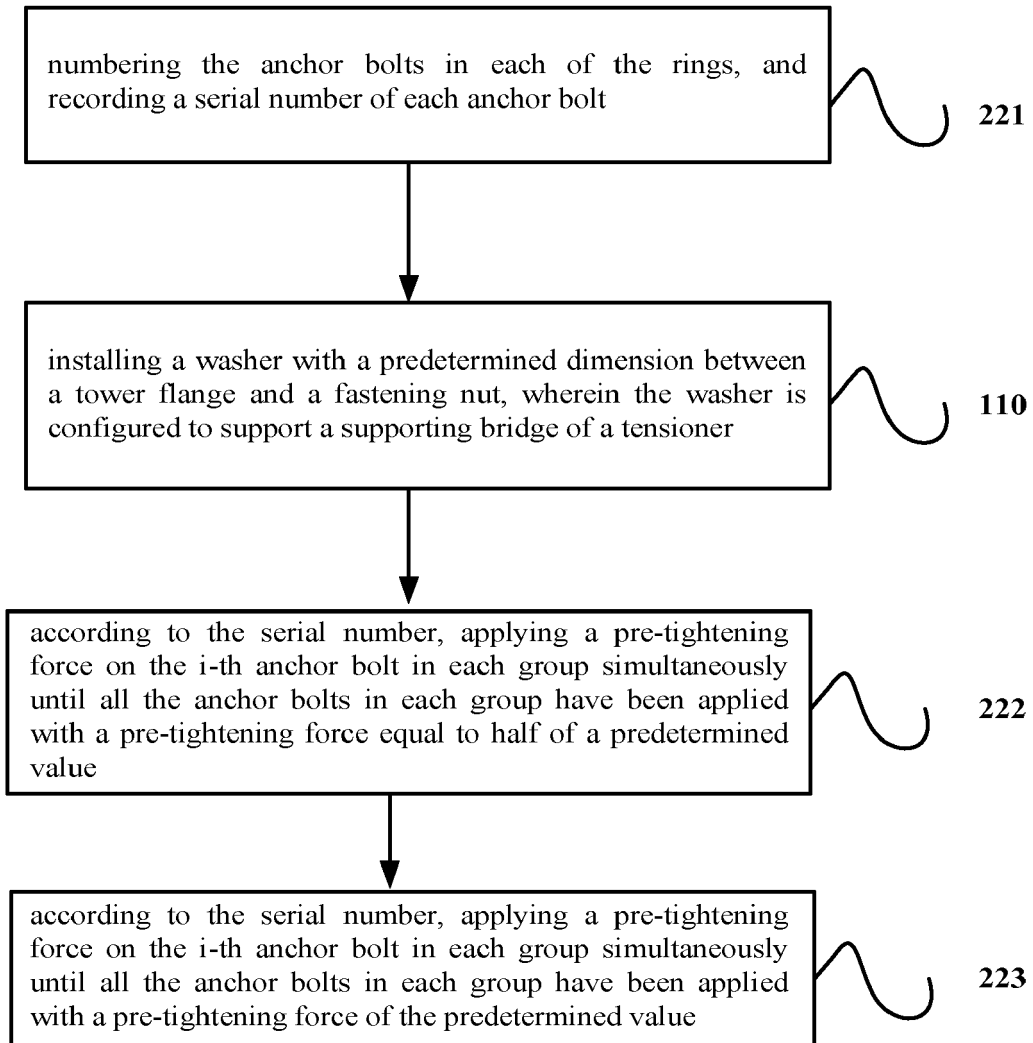 numbering the anchor bolts in each of the rings, and
recording a serial number of each anchor bolt
221
installing a washer with a predetermined dimension between
a tower flange and a fastening nut, wherein the washer is
configured to support a supporting bridge of a tensioner
110
according to the serial number, applying a pre-tightening
force on the i-th anchor bolt in each group simultaneously
until all the anchor bolts in each group have been applied
with a pre-tightening force equal to half of a predetermined
value
222
according to the serial number, applying a pre-tightening
force on the i-th anchor bolt in each group simultaneously
until all the anchor bolts in each group have been applied
with a pre-tightening force of the predetermined value
223